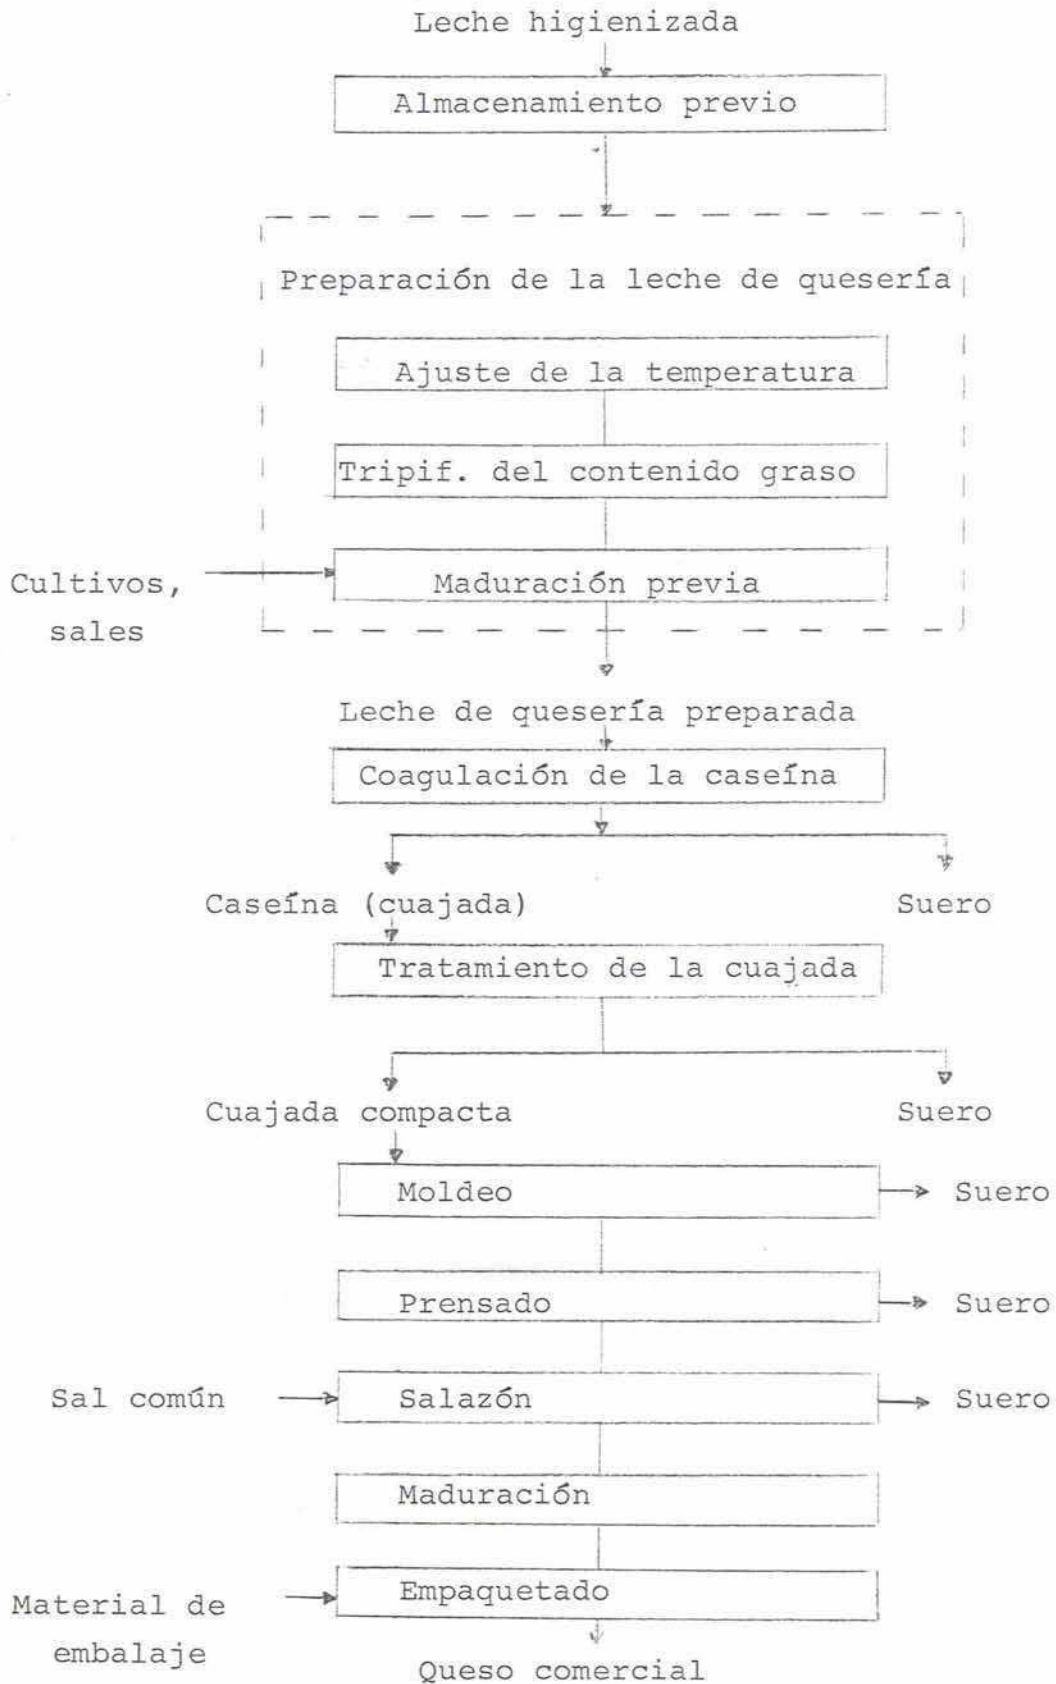 Leche higienizada
Almacenamiento previo
Preparación de la leche de quesería
Ajuste de la temperatura
Tripif. del contenido graso
Cultivos,
sales
Maduración previa
Leche de quesería preparada
Coagulación de la caseína
Caseína (cuajada)
Suero
Tratamiento de la cuajada
Cuajada compacta
Suero
Moldeo
Suero
Prensado
Suero
Sal común
Salazón
Suero
Maduración
Material de
embalaje
Empaquetado
Queso comercial